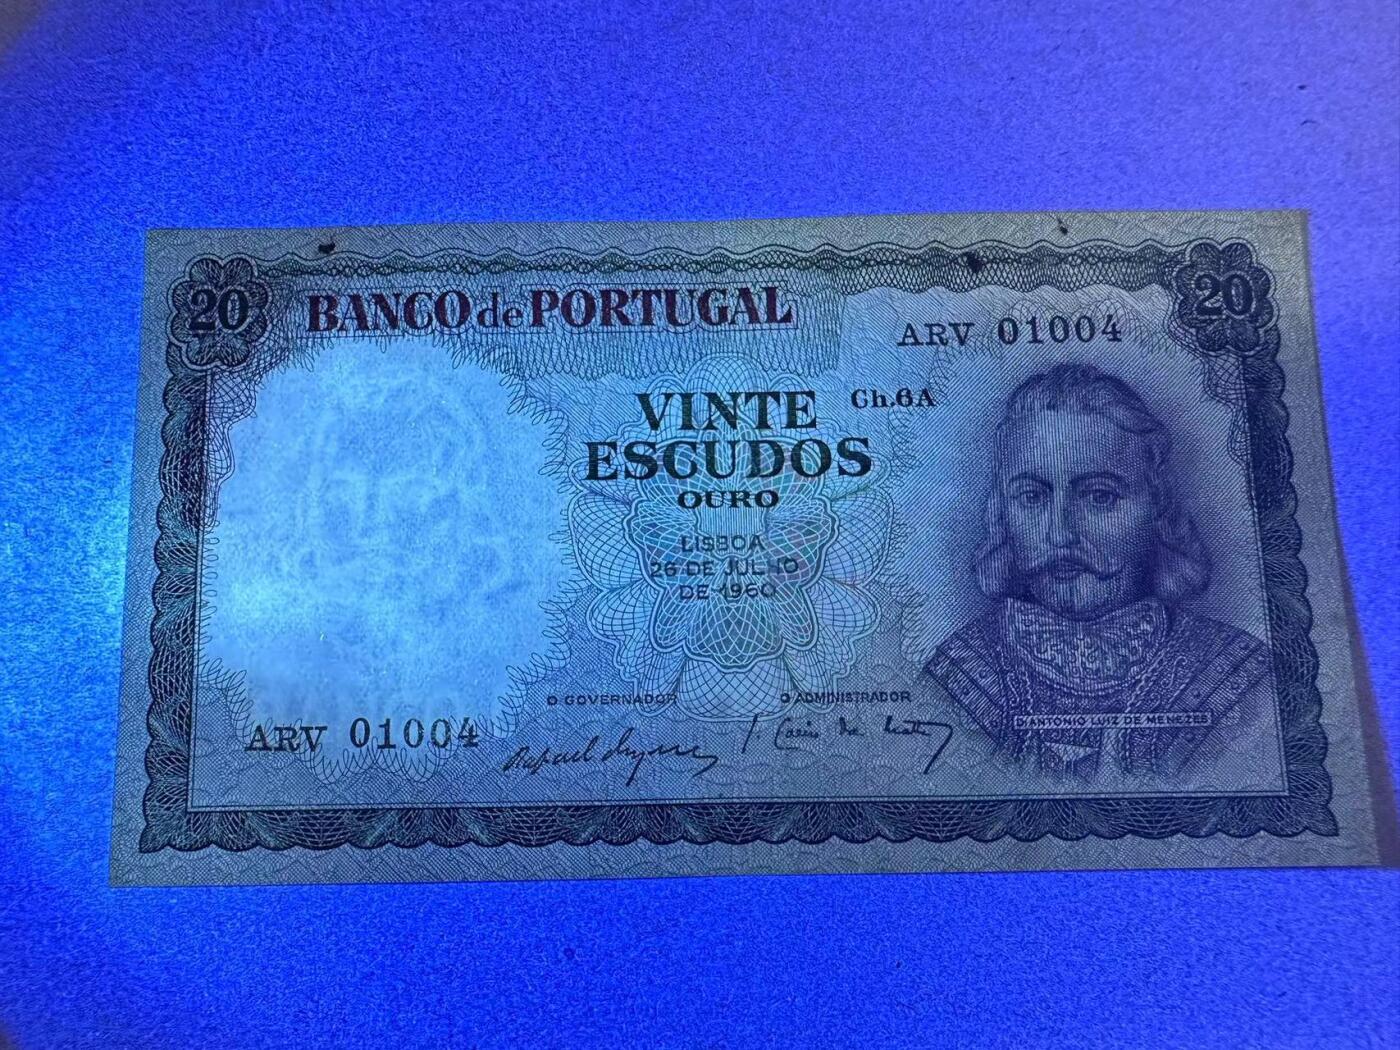 20
BANCO de PORTUGAL
20
ARV 01004
VINTE
ESCUDOS
OURO
Ch.6A
LISBOA
26 DE JULHO
DE 1960
O GOVERNADOR
O ADMINISTRADOR
ARV 01004
D. ANTONIO LUIZ DE MENEZES